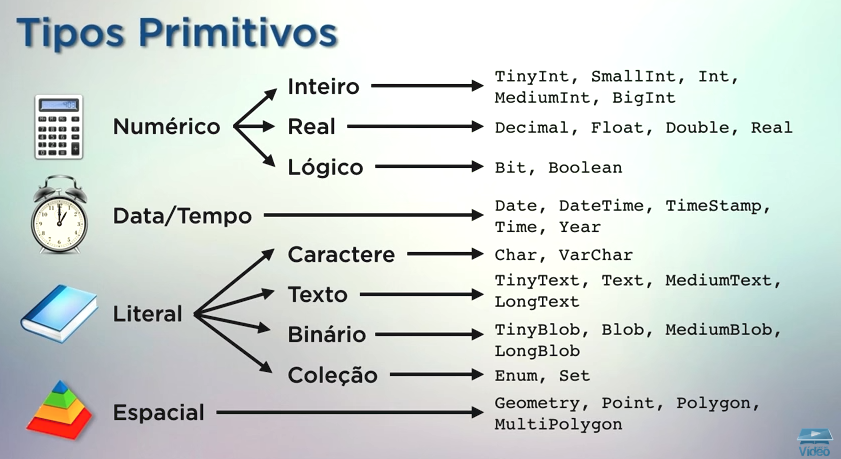 Tipos Primitivos
Numérico
Inteiro
TinyInt, SmallInt, Int,
MediumInt, BigInt
Real
Decimal, Float, Double, Real
Lógico
Bit, Boolean
Data/Tempo
Date, DateTime, TimeStamp,
Time, Year
Literal
Caractere
Char, VarChar
Texto
TinyText, Text, MediumText,
LongText
Binário
TinyBlob, Blob, MediumBlob,
LongBlob
Coleção
Enum, Set
Espacial
Geometry, Point, Polygon,
MultiPolygon
Vídeo